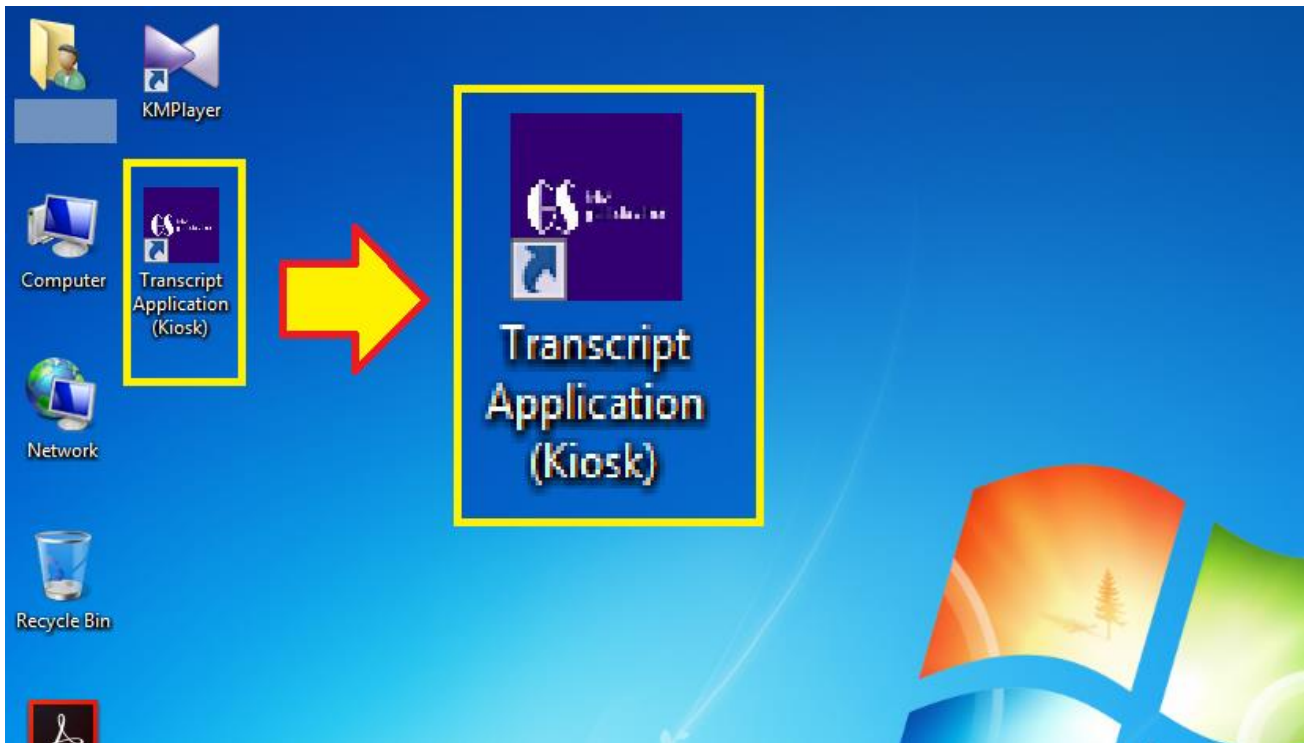 KMPlayer
Computer
Transcript
Application
(Kiosk)
Transcript
Application
(Kiosk)
Network
Recycle Bin